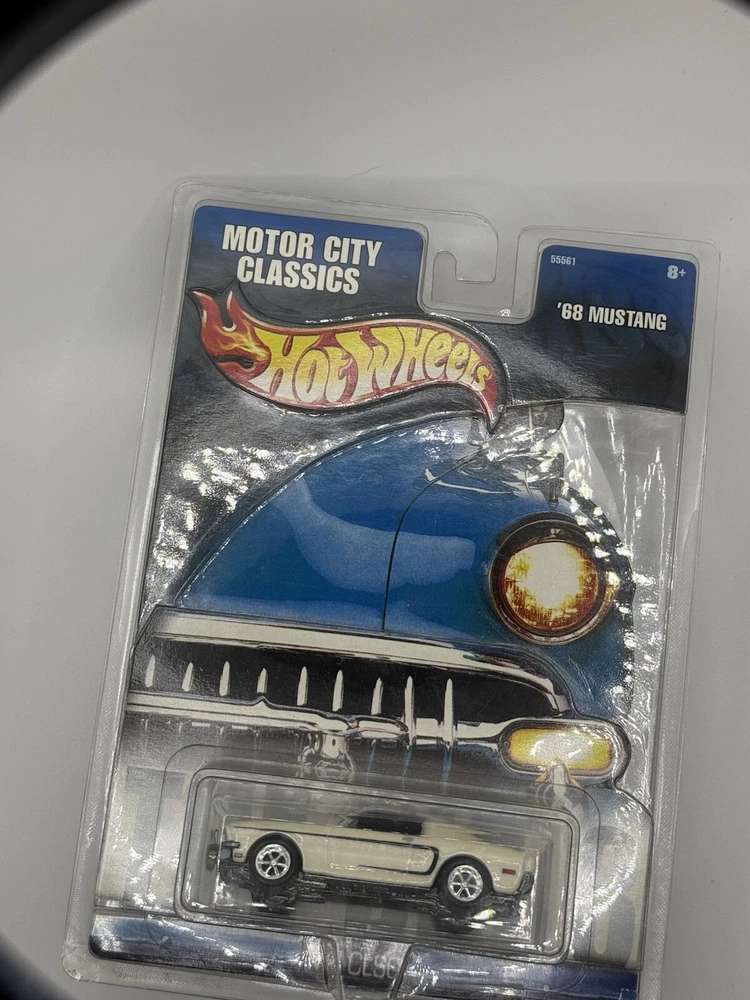 MOTOR CITY
CLASSICS
HOT WHEELS
55561
8+
'68 MUSTANG